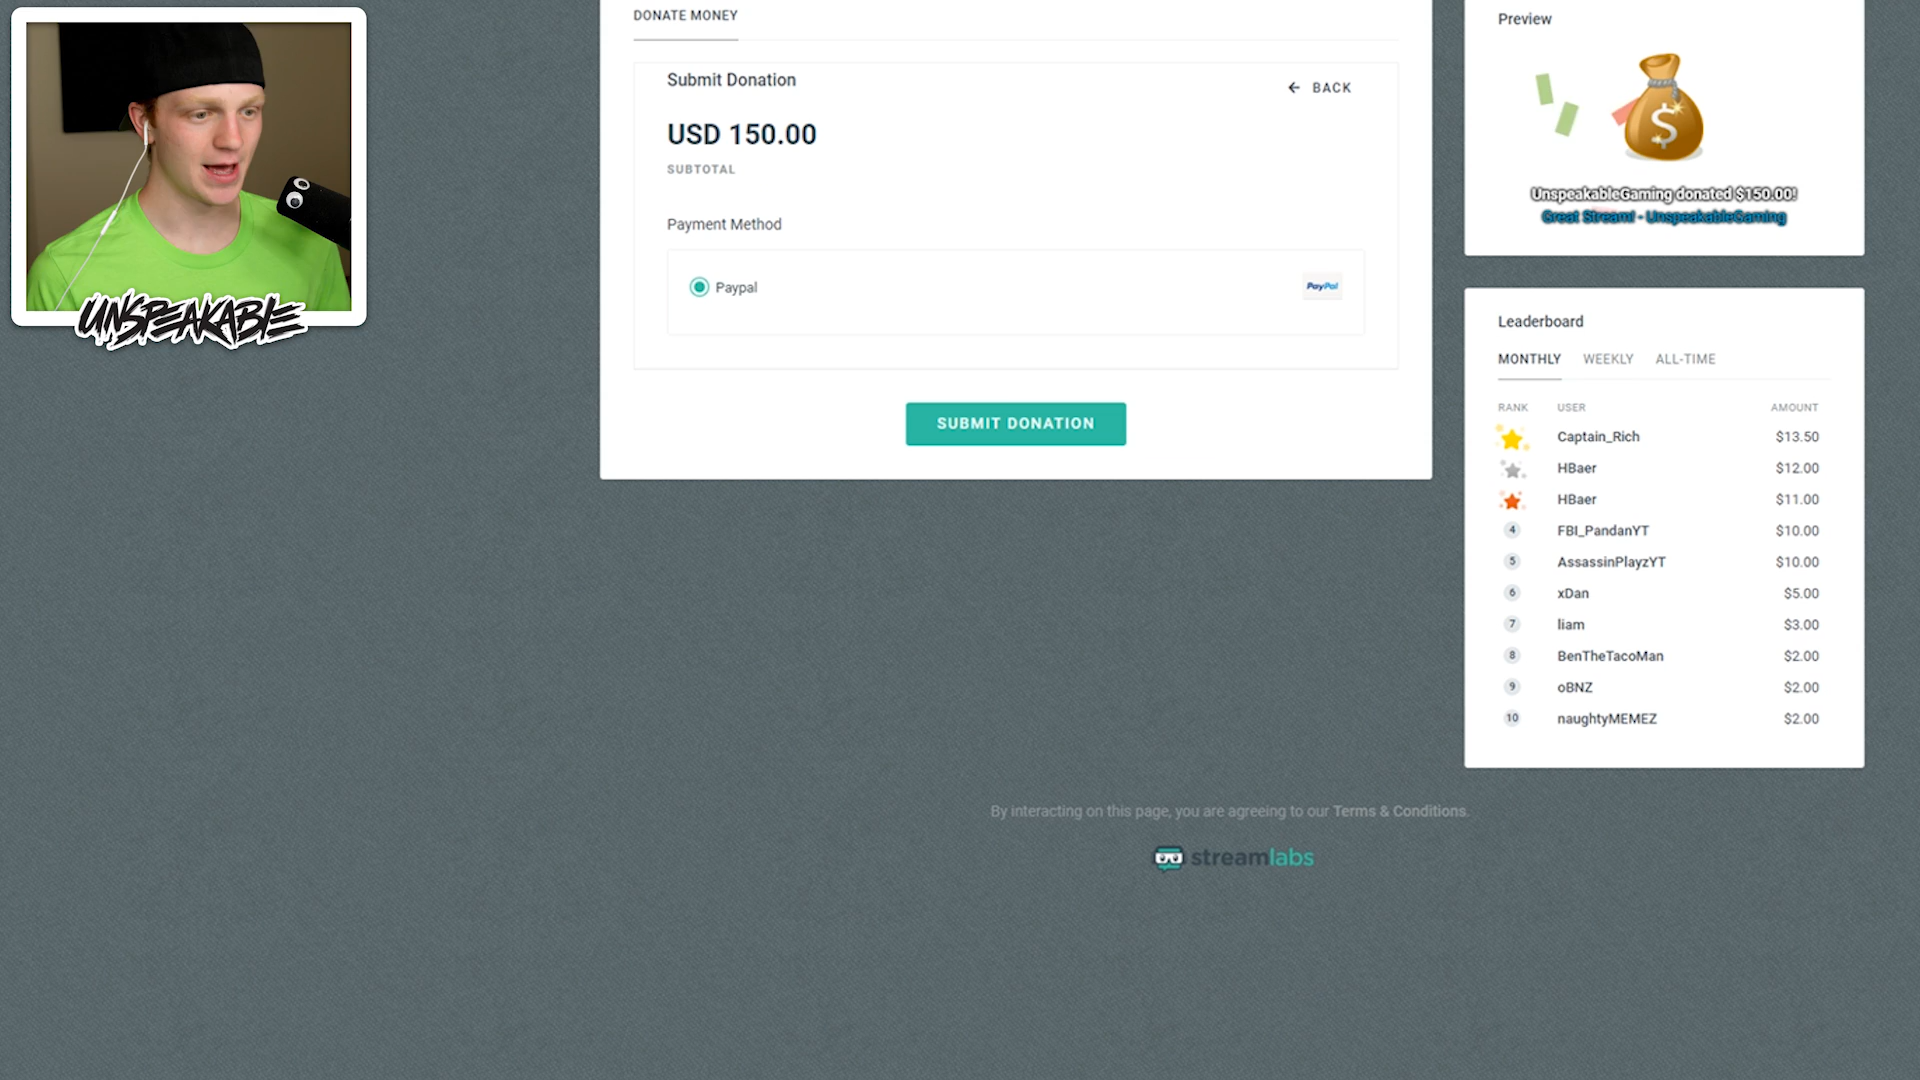 UNSPEAKABLE
DONATE MONEY
Submit Donation
BACK
USD 150.00
SUBTOTAL
Payment Method
Paypal
PayPal
SUBMIT DONATION
Preview
$
UnspeakableGaming donated $150.00!
Great Stream! - UnspeakableGaming
Leaderboard
MONTHLY WEEKLY ALL-TIME
RANK USER AMOUNT
Captain_Rich $13.50
HBaer $12.00
HBaer $11.00
4 FBI_PandanYT $10.00
5 AssassinPlayzYT $10.00
6 xDan $5.00
7 liam $3.00
8 BenTheTacoMan $2.00
9 oBNZ $2.00
10 naughtyMEMEZ $2.00
By interacting on this page, you are agreeing to our Terms & Conditions.
streamlabs